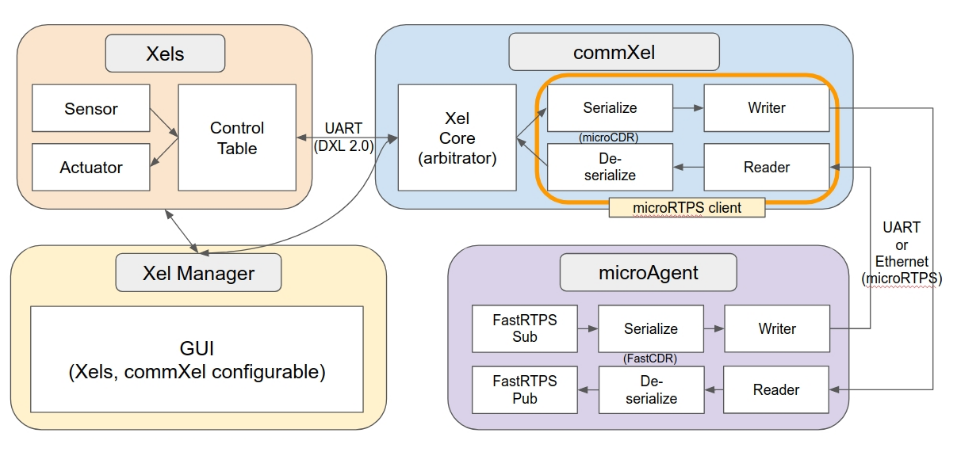 Xels
Sensor
Actuator
Control
Table
UART
(DXL 2.0)
commXel
Xel
Core
(arbitrator)
Serialize
Writer
(microCDR)
De-
serialize
Reader
microRTPS client
UART
or
Ethernet
(microRTPS)
Xel Manager
GUI
(Xels, commXel configurable)
microAgent
FastRTPS
Sub
Serialize
Writer
(FastCDR)
FastRTPS
Pub
De-
serialize
Reader